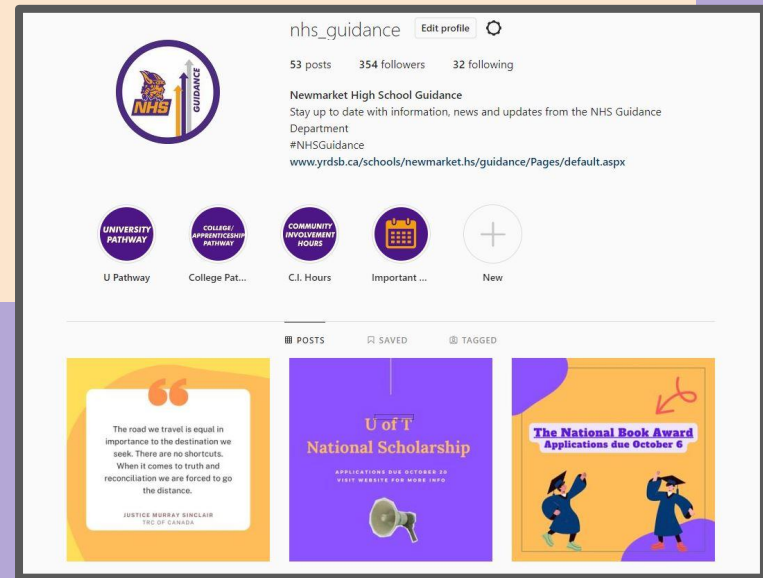 nhs_guidance Edit profile
53 posts 354 followers 32 following
Newmarket High School Guidance
Stay up to date with information, news and updates from the NHS Guidance
Department
#NHSGuidance
www.yrdsb.ca/schools/newmarket.hs/guidance/Pages/default.aspx
NHS
GUIDANCE
UNIVERSITY
PATHWAY
U Pathway
COLLEGE/
APPRENTICESHIP
PATHWAY
College Pat...
COMMUNITY
INVOLVEMENT
HOURS
C.I. Hours
Important ...
New
POSTS SAVED TAGGED
The road we travel is equal in
importance to the destination we
seek. There are no shortcuts.
When it comes to truth and
reconciliation we are forced to go
the distance.
JUSTICE MURRAY SINCLAIR
TRC OF CANADA
U of T
National Scholarship
APPLICATIONS DUE OCTOBER 20
VISIT WEBSITE FOR MORE INFO
The National Book Award
Applications due October 6